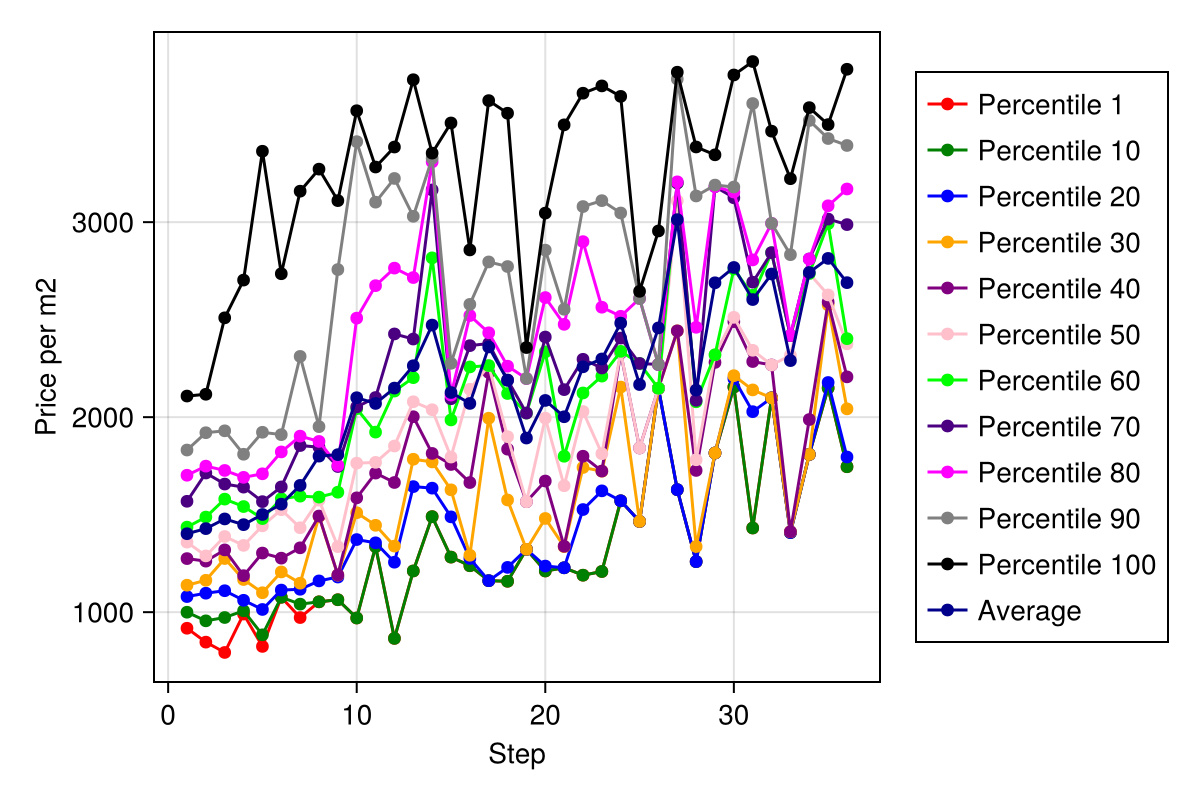 Price per m2
3000
2000
1000
0 10 20 30
Step
Percentile 1
Percentile 10
Percentile 20
Percentile 30
Percentile 40
Percentile 50
Percentile 60
Percentile 70
Percentile 80
Percentile 90
Percentile 100
Average